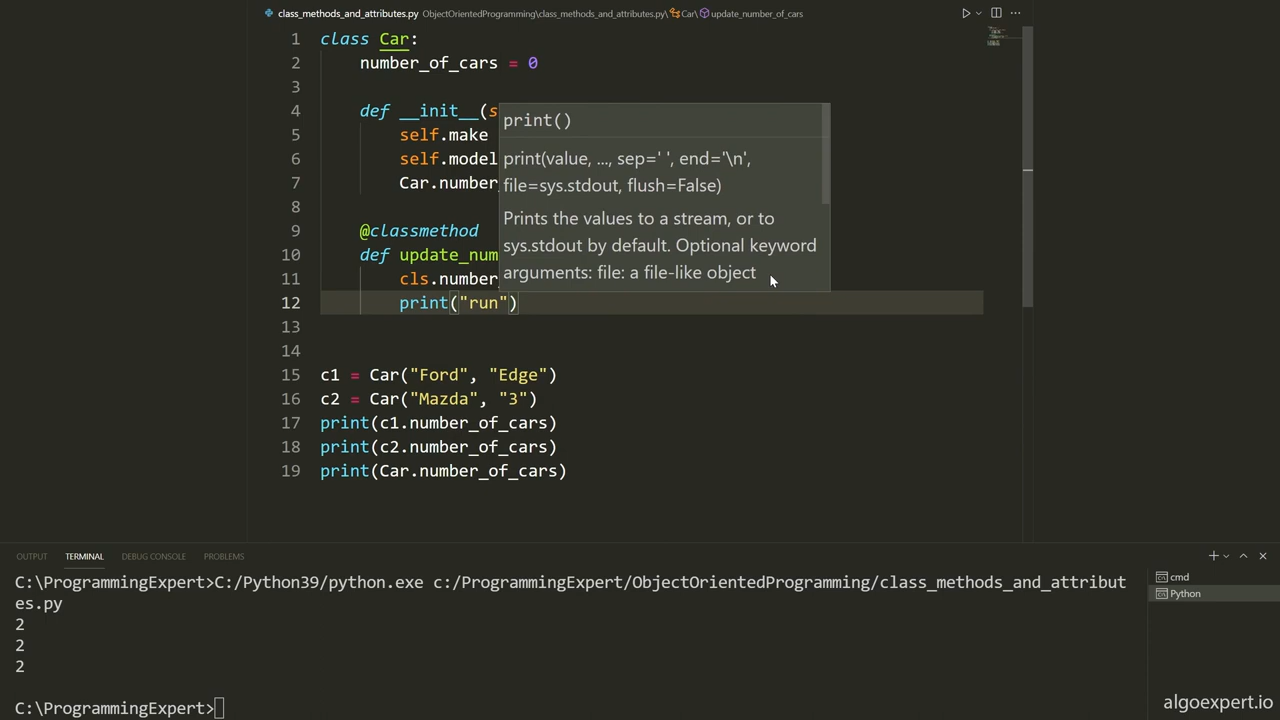 class_methods_and_attributes.py ObjectOrientedProgramming\class_methods_and_attributes.py\Car\update_number_of_cars
1 class Car:
2 number_of_cars = 0
3
4 def __init__(s
5 self.make
6 self.model
7 Car.number_
8
9 @classmethod
10 def update_num
11 cls.number_
12 print("run")
13
14
15 c1 = Car("Ford", "Edge")
16 c2 = Car("Mazda", "3")
17 print(c1.number_of_cars)
18 print(c2.number_of_cars)
19 print(Car.number_of_cars)
print()
print(value, ..., sep=' ', end='\n',
file=sys.stdout, flush=False)
Prints the values to a stream, or to
sys.stdout by default. Optional keyword
arguments: file: a file-like object
OUTPUT TERMINAL DEBUG CONSOLE PROBLEMS
C:\ProgrammingExpert>C:/Python39/python.exe c:/ProgrammingExpert/ObjectOrientedProgramming/class_methods_and_attribut
es.py
2
2
2
C:\ProgrammingExpert>
cmd
Python
algoexpert.io